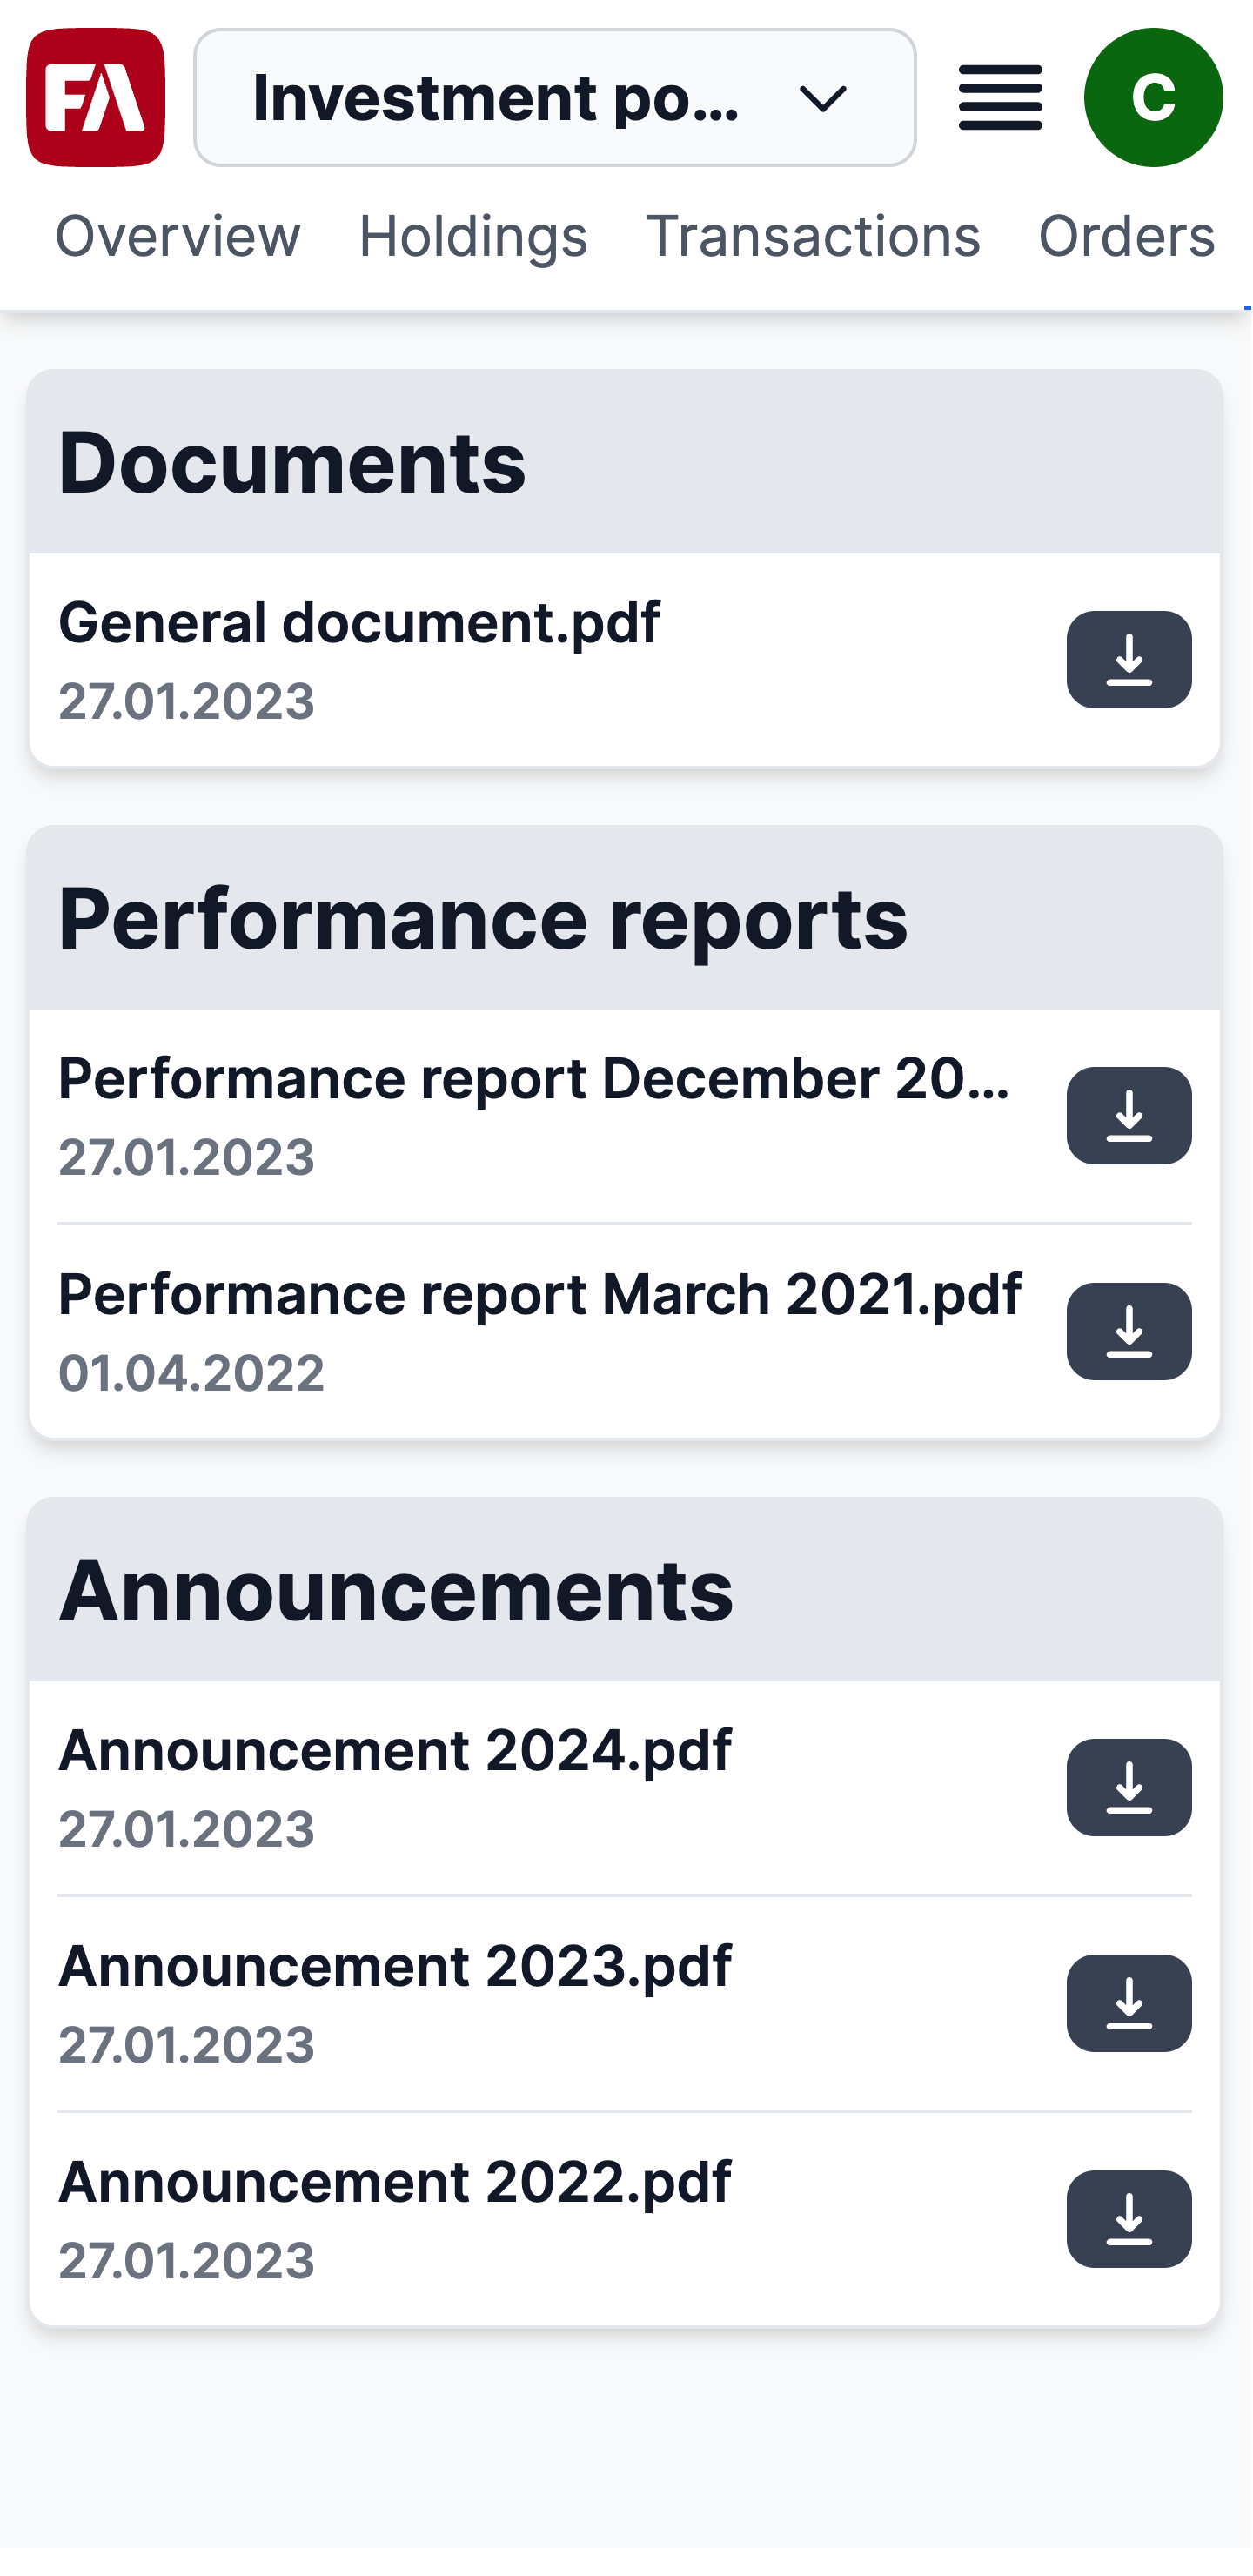 FA
Investment po...
C
Overview Holdings Transactions Orders
Documents
General document.pdf
27.01.2023
Performance reports
Performance report December 20...
27.01.2023
Performance report March 2021.pdf
01.04.2022
Announcements
Announcement 2024.pdf
27.01.2023
Announcement 2023.pdf
27.01.2023
Announcement 2022.pdf
27.01.2023